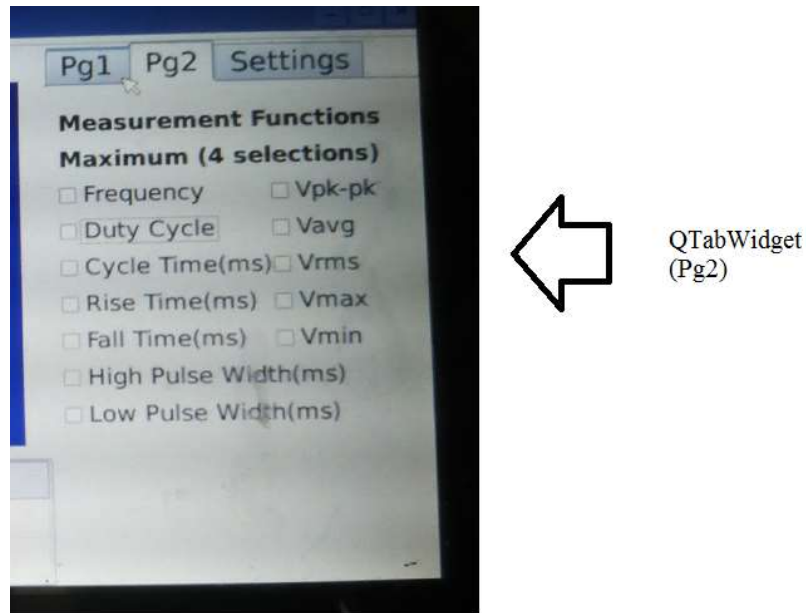 Pg1 Pg2 Settings
Measurement Functions
Maximum (4 selections)
Frequency Vpk-pk
Duty Cycle Vavg
Cycle Time(ms) Vrms
Rise Time(ms) Vmax
Fall Time(ms) Vmin
High Pulse Width(ms)
Low Pulse Width(ms)
QTabWidget
(Pg2)